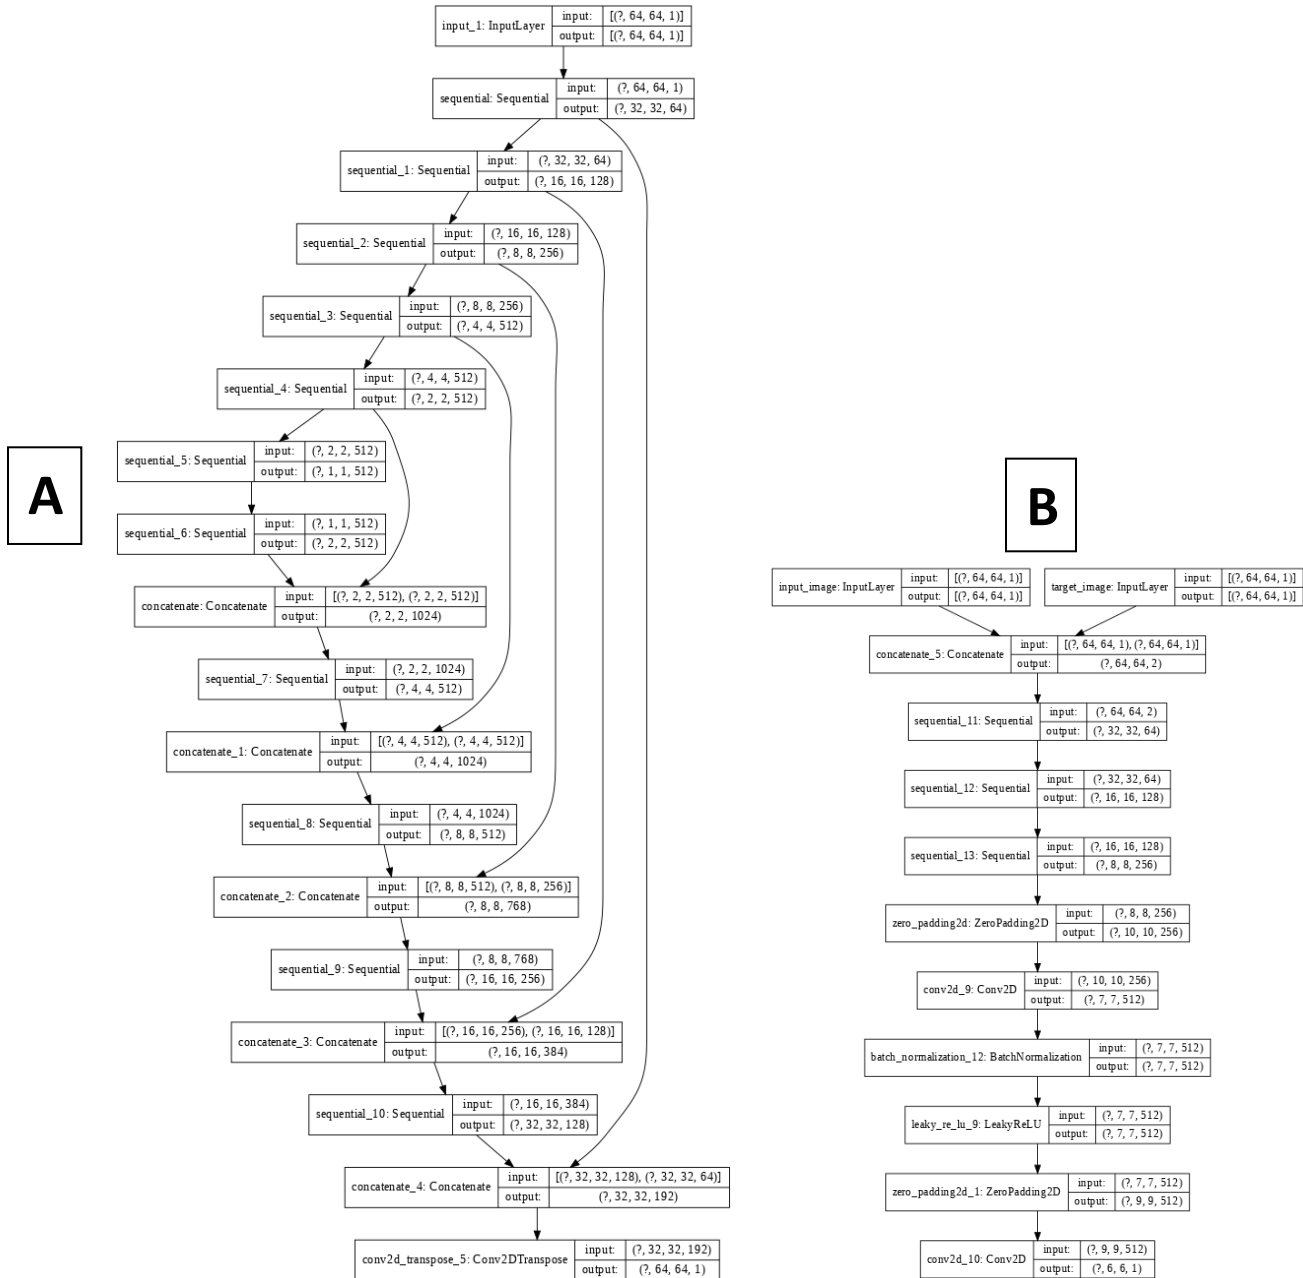 input_1: InputLayer
input: [(?, 64, 64, 1)]
output: [(?, 64, 64, 1)]
sequential: Sequential
input: (?, 64, 64, 1)
output: (?, 32, 32, 64)
sequential_1: Sequential
input: (?, 32, 32, 64)
output: (?, 16, 16, 128)
sequential_2: Sequential
input: (?, 16, 16, 128)
output: (?, 8, 8, 256)
sequential_3: Sequential
input: (?, 8, 8, 256)
output: (?, 4, 4, 512)
sequential_4: Sequential
input: (?, 4, 4, 512)
output: (?, 2, 2, 512)
A
sequential_5: Sequential
input: (?, 2, 2, 512)
output: (?, 1, 1, 512)
sequential_6: Sequential
input: (?, 1, 1, 512)
output: (?, 2, 2, 512)
concatenate: Concatenate
input: [(?, 2, 2, 512), (?, 2, 2, 512)]
output: (?, 2, 2, 1024)
sequential_7: Sequential
input: (?, 2, 2, 1024)
output: (?, 4, 4, 512)
concatenate_1: Concatenate
input: [(?, 4, 4, 512), (?, 4, 4, 512)]
output: (?, 4, 4, 1024)
sequential_8: Sequential
input: (?, 4, 4, 1024)
output: (?, 8, 8, 512)
concatenate_2: Concatenate
input: [(?, 8, 8, 512), (?, 8, 8, 256)]
output: (?, 8, 8, 768)
sequential_9: Sequential
input: (?, 8, 8, 768)
output: (?, 16, 16, 256)
concatenate_3: Concatenate
input: [(?, 16, 16, 256), (?, 16, 16, 128)]
output: (?, 16, 16, 384)
sequential_10: Sequential
input: (?, 16, 16, 384)
output: (?, 32, 32, 128)
concatenate_4: Concatenate
input: [(?, 32, 32, 128), (?, 32, 32, 64)]
output: (?, 32, 32, 192)
conv2d_transpose_5: Conv2DTranspose
input: (?, 32, 32, 192)
output: (?, 64, 64, 1)
B
input_image: InputLayer
input: [(?, 64, 64, 1)]
output: [(?, 64, 64, 1)]
target_image: InputLayer
input: [(?, 64, 64, 1)]
output: [(?, 64, 64, 1)]
concatenate_5: Concatenate
input: [(?, 64, 64, 1), (?, 64, 64, 1)]
output: (?, 64, 64, 2)
sequential_11: Sequential
input: (?, 64, 64, 2)
output: (?, 32, 32, 64)
sequential_12: Sequential
input: (?, 32, 32, 64)
output: (?, 16, 16, 128)
sequential_13: Sequential
input: (?, 16, 16, 128)
output: (?, 8, 8, 256)
zero_padding2d: ZeroPadding2D
input: (?, 8, 8, 256)
output: (?, 10, 10, 256)
conv2d_9: Conv2D
input: (?, 10, 10, 256)
output: (?, 7, 7, 512)
batch_normalization_12: BatchNormalization
input: (?, 7, 7, 512)
output: (?, 7, 7, 512)
leaky_re_lu_9: LeakyReLU
input: (?, 7, 7, 512)
output: (?, 7, 7, 512)
zero_padding2d_1: ZeroPadding2D
input: (?, 7, 7, 512)
output: (?, 9, 9, 512)
conv2d_10: Conv2D
input: (?, 9, 9, 512)
output: (?, 6, 6, 1)